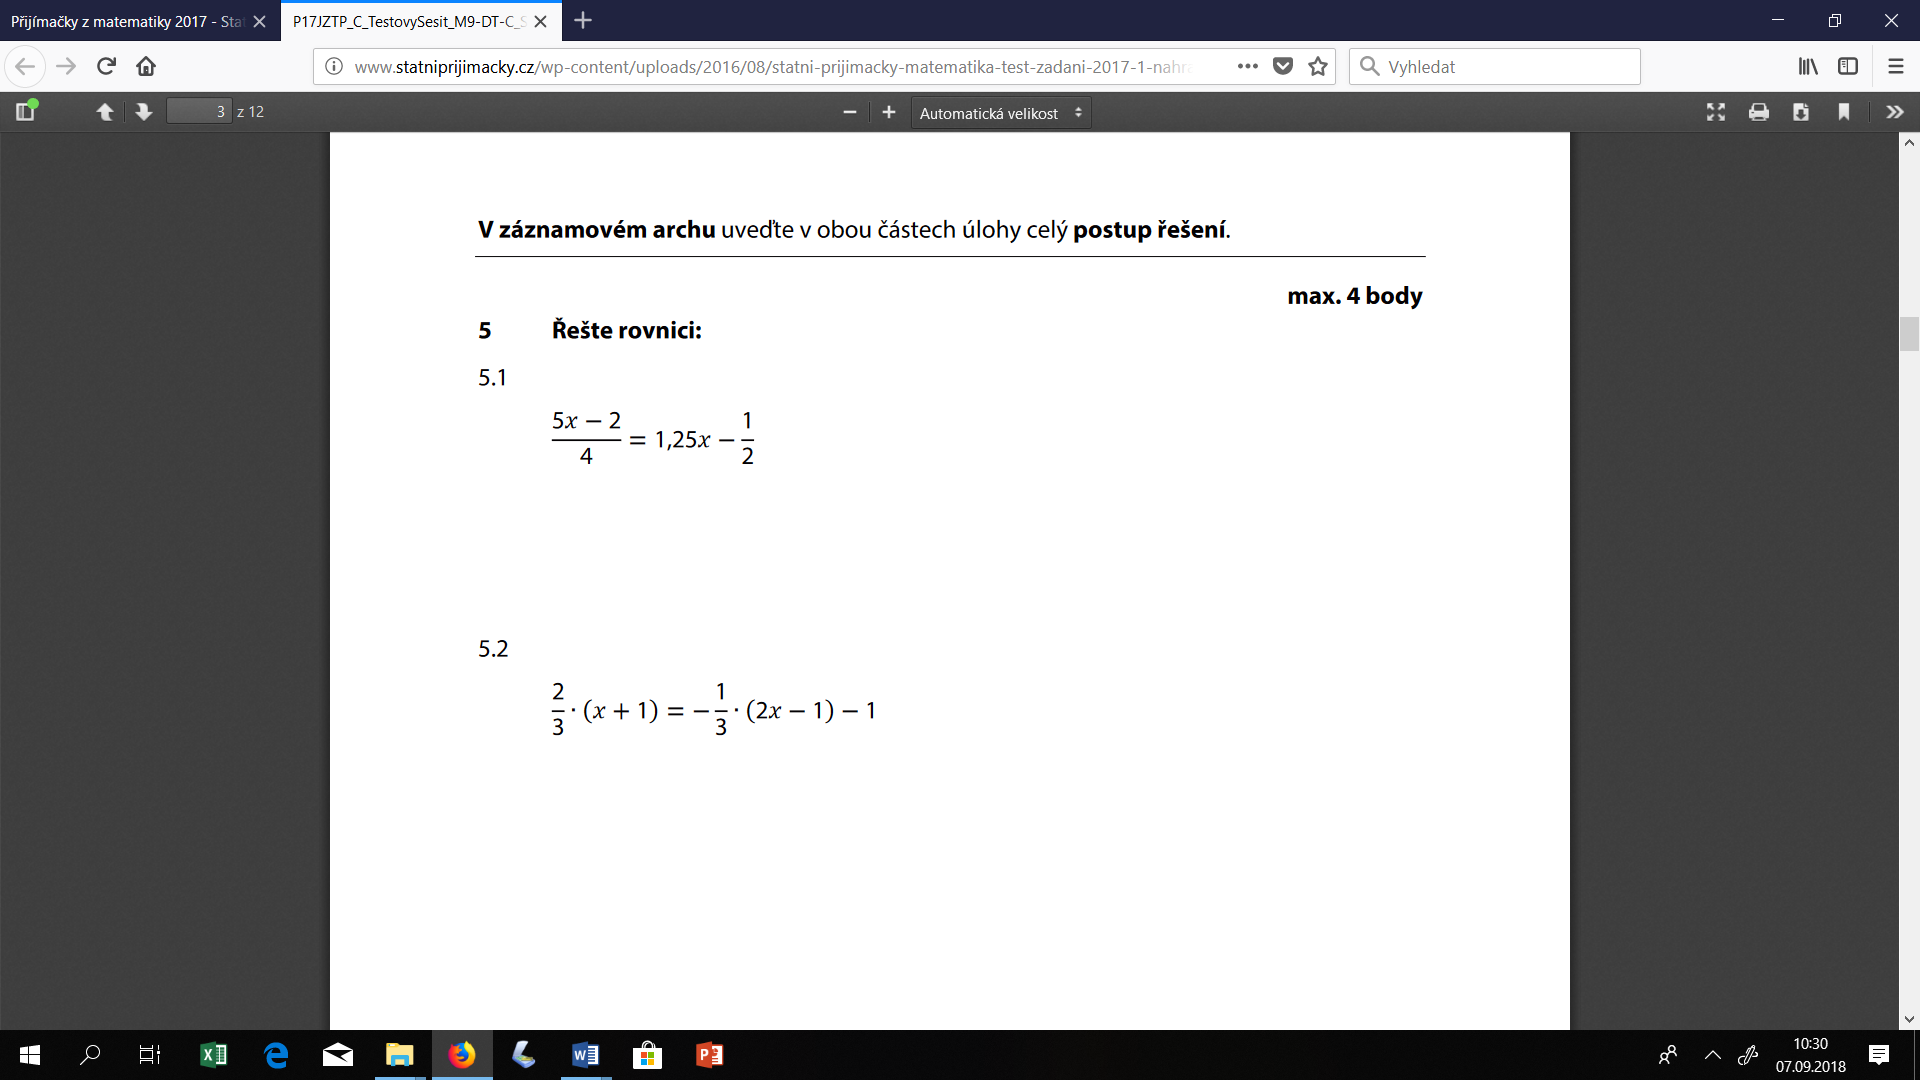 Přijímačky z matematiky 2017 - Stat
P17JZTP_C_TestovySesit_M9-DT-C_S
www.statniprijimacky.cz/wp-content/uploads/2016/08/statni-prijimacky-matematika-test-zadani-2017-1-nahra
Vyhledat
3 z 12
Automatická velikost
V záznamovém archu uveďte v obou částech úlohy celý postup řešení.
max. 4 body
5 Řešte rovnici:
5.1
(5x − 2)/4 = 1,25x − 1/2
5.2
2/3 · (x + 1) = −1/3 · (2x − 1) − 1
10:30
07.09.2018